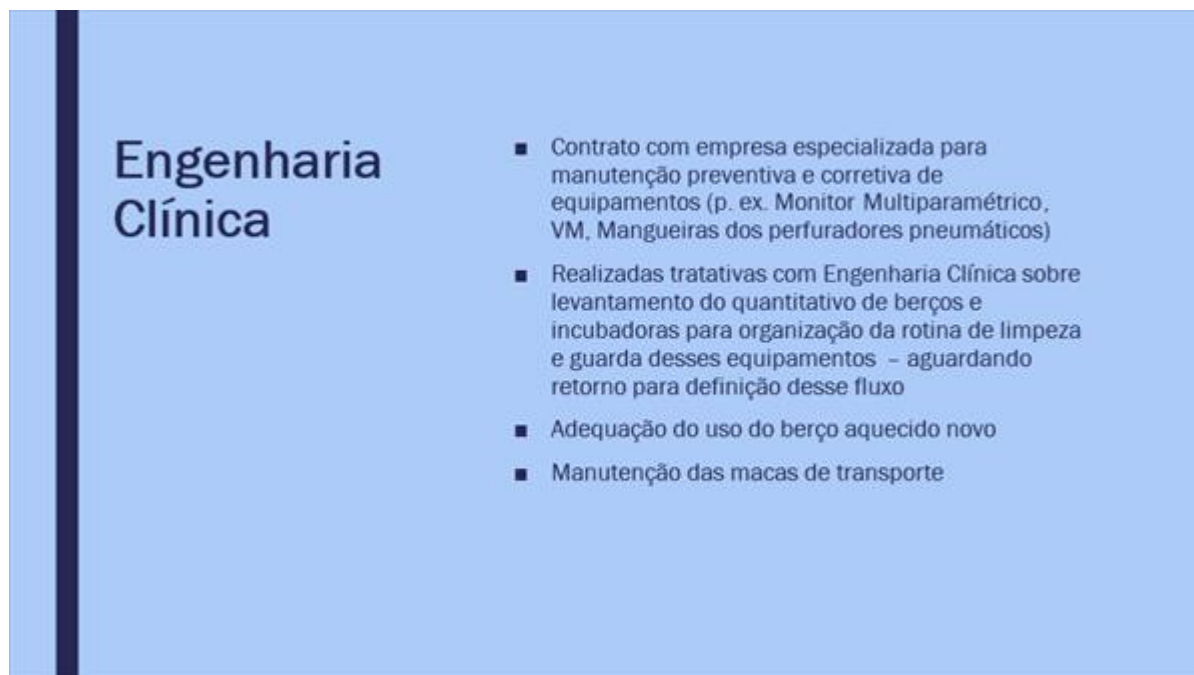 Engenharia
Clínica
▪ Contrato com empresa especializada para
manutenção preventiva e corretiva de
equipamentos (p. ex. Monitor Multiparamétrico,
VM, Mangueiras dos perfuradores pneumáticos)
▪ Realizadas tratativas com Engenharia Clínica sobre
levantamento do quantitativo de berços e
incubadoras para organização da rotina de limpeza
e guarda desses equipamentos – aguardando
retorno para definição desse fluxo
▪ Adequação do uso do berço aquecido novo
▪ Manutenção das macas de transporte